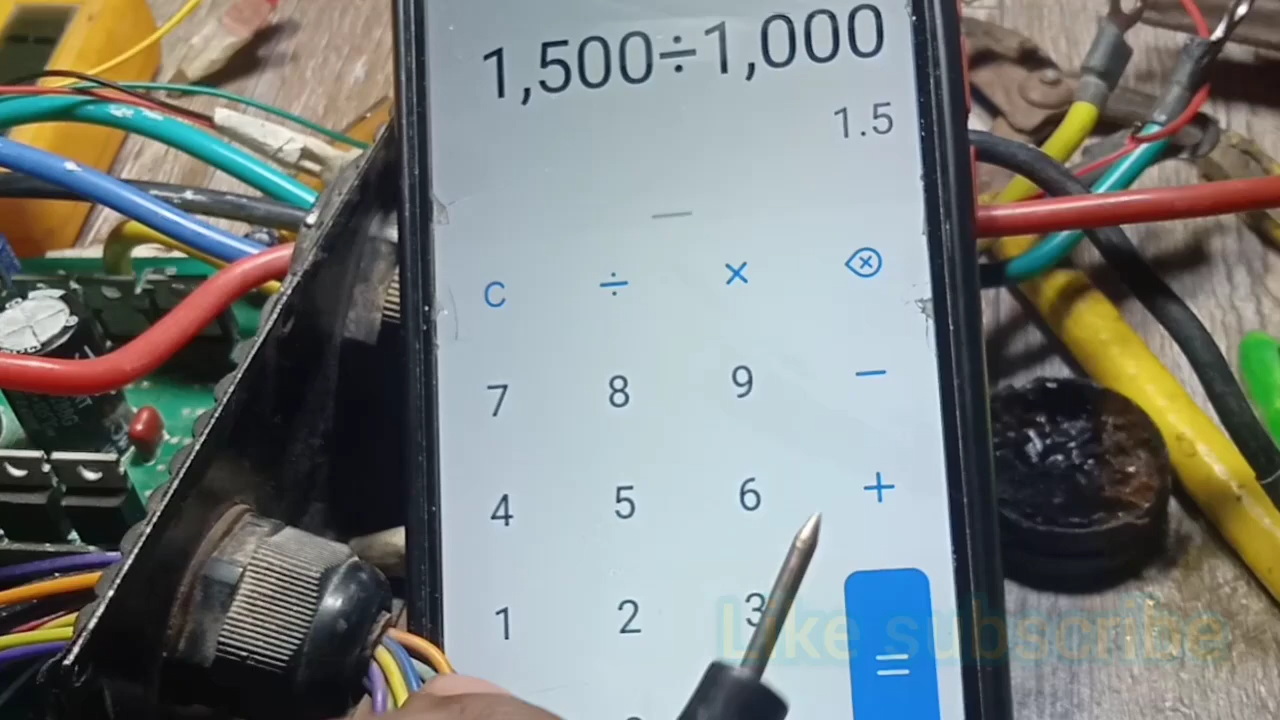 1,500÷1,000
1.5
C ÷ ×
7 8 9 −
4 5 6 +
1 2 3
=
Like subscribe